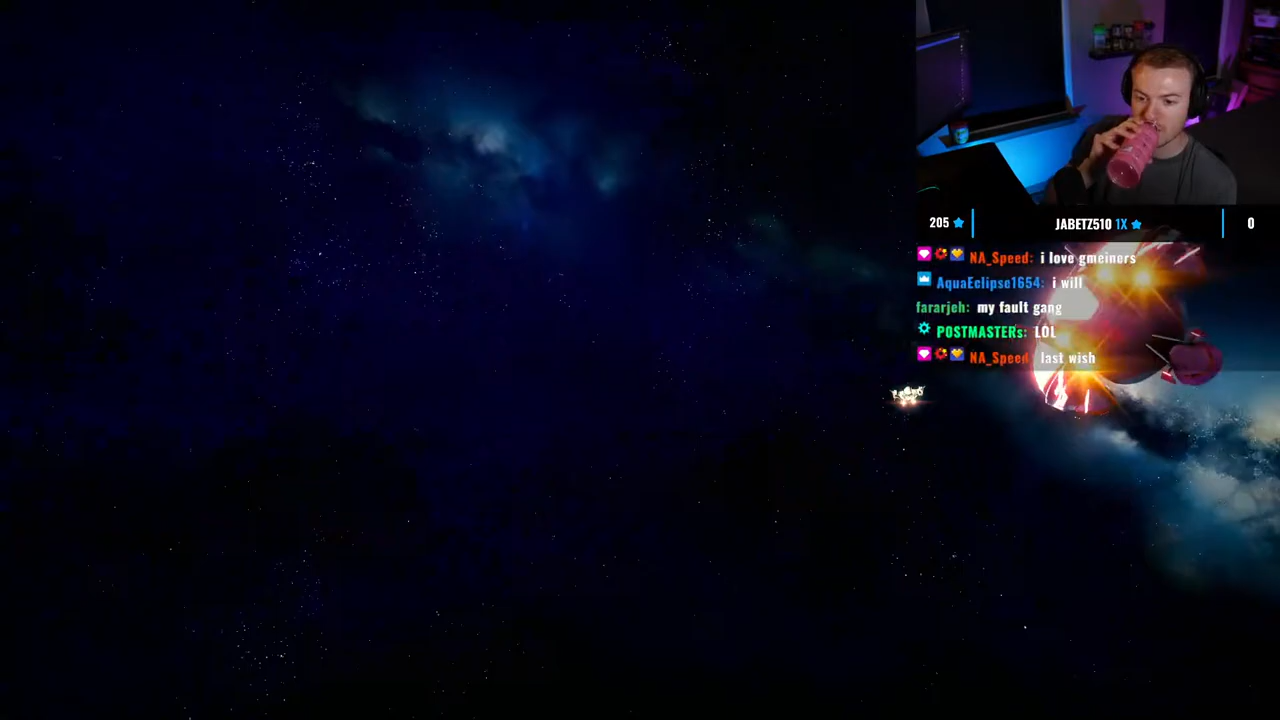 205 JABETZ510 1X 0
NA_Speed: i love gmeiners
AquaEclipse1654: i will
fararjeh: my fault gang
POSTMASTERs: LOL
NA_Speed: last wish